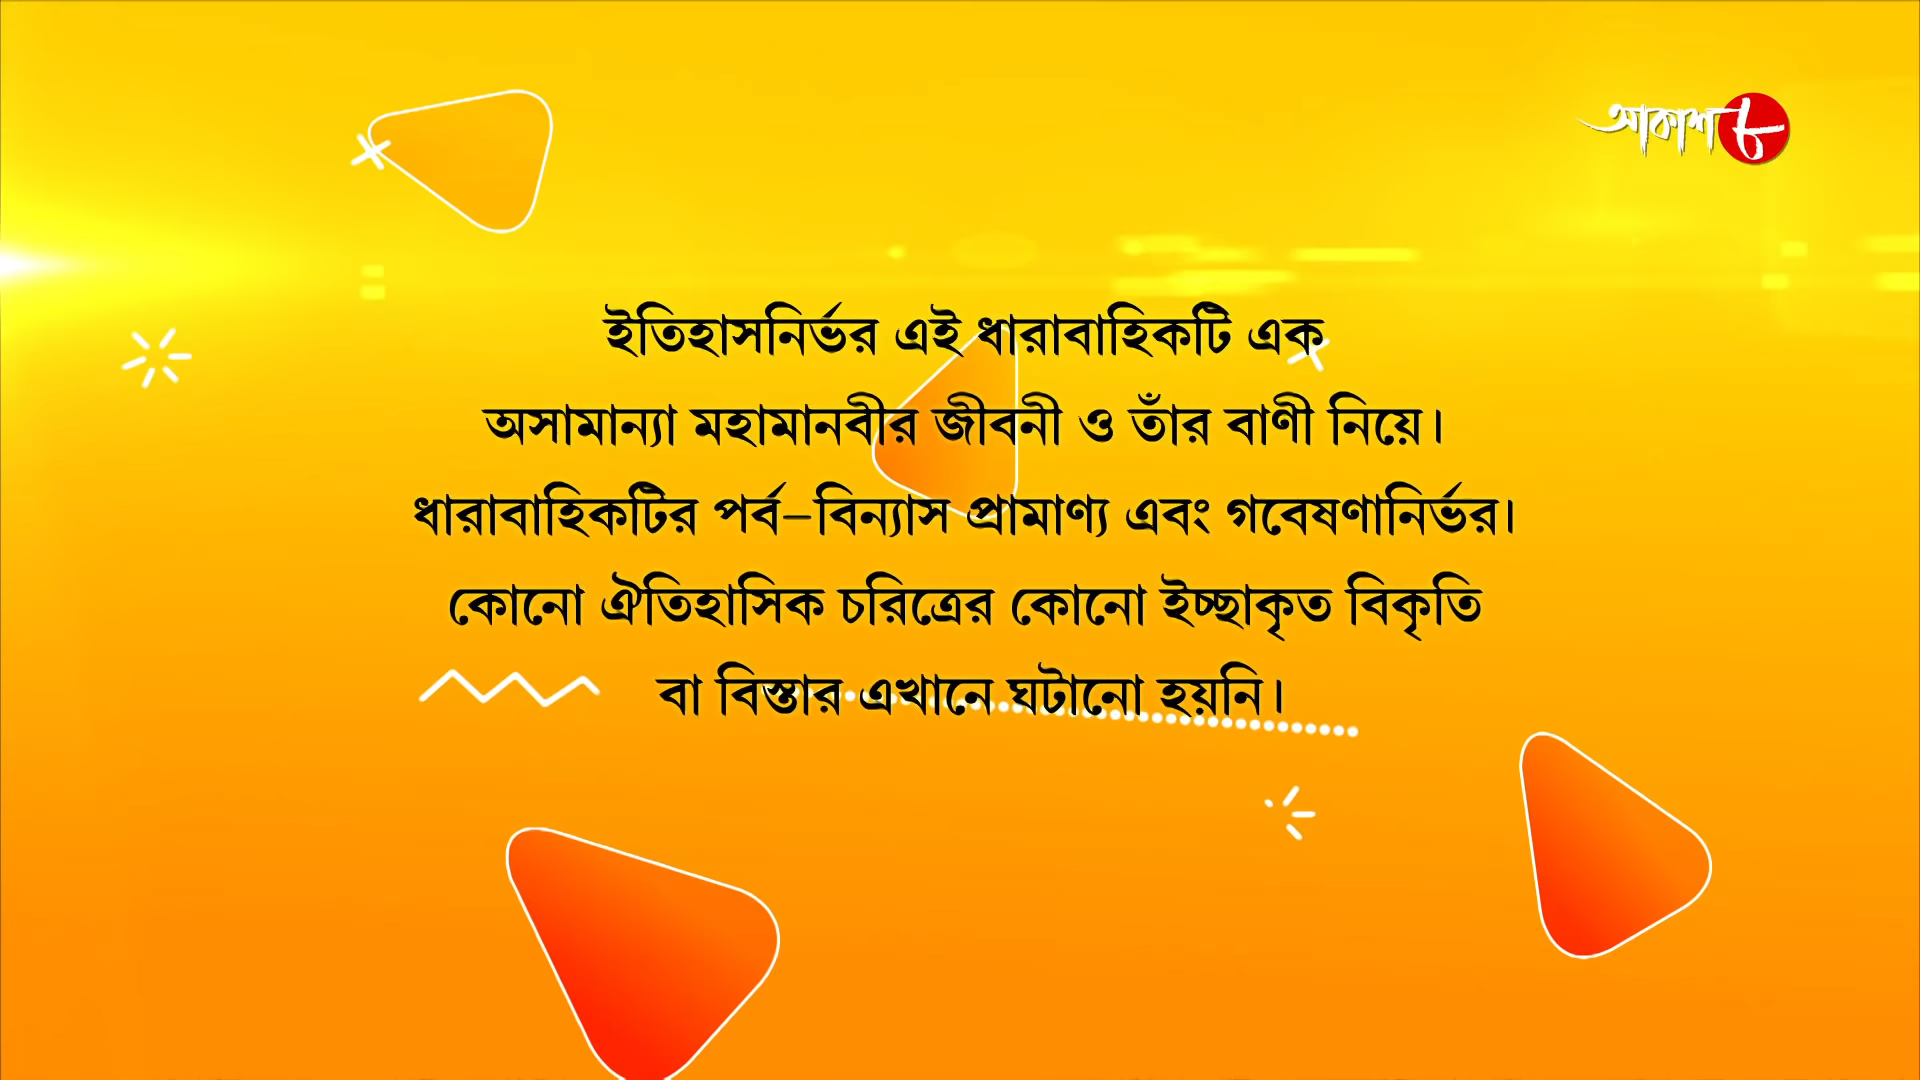 আকাশ ৮
ইতিহাসনির্ভর এই ধারাবাহিকটি এক
অসামান্যা মহামানবীর জীবনী ও তাঁর বাণী নিয়ে।
ধারাবাহিকটির পর্ব–বিন্যাস প্রামাণ্য এবং গবেষণানির্ভর।
কোনো ঐতিহাসিক চরিত্রের কোনো ইচ্ছাকৃত বিকৃতি
বা বিস্তার এখানে ঘটানো হয়নি।